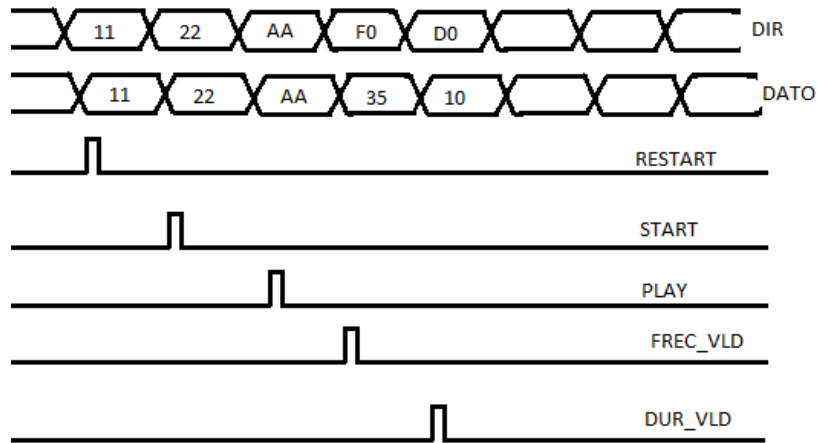 11 22 AA F0 D0 DIR
11 22 AA 35 10 DATO
RESTART
START
PLAY
FREC_VLD
DUR_VLD